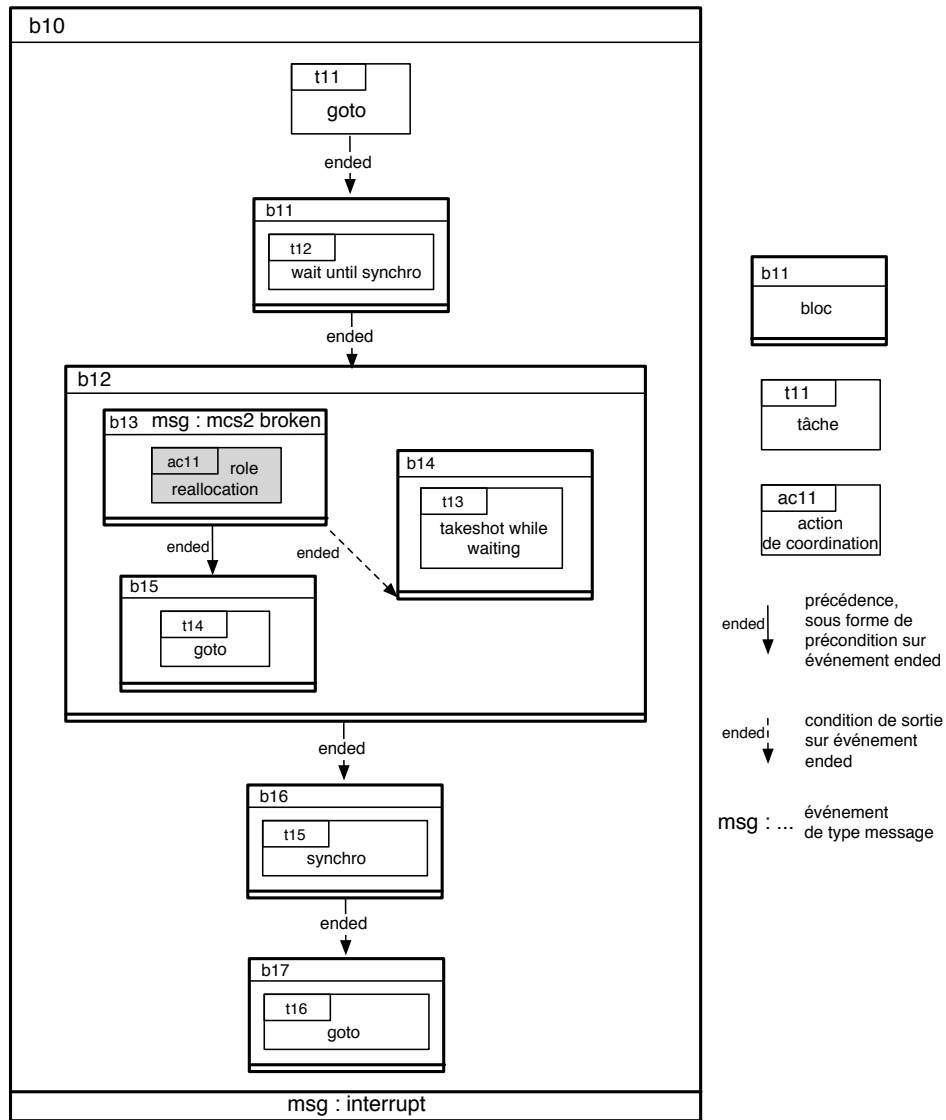 b10
t11
goto
ended
b11
t12
wait until synchro
ended
b12
b13 msg : mcs2 broken
ac11 role
reallocation
b14
t13
takeshot while
waiting
ended
ended
b15
t14
goto
ended
b16
t15
synchro
ended
b17
t16
goto
msg : interrupt
b11
bloc
t11
tâche
ac11
action
de coordination
ended
précédence,
sous forme de
précondition sur
événement ended
ended
condition de sortie
sur événement
ended
msg : ...
événement
de type message